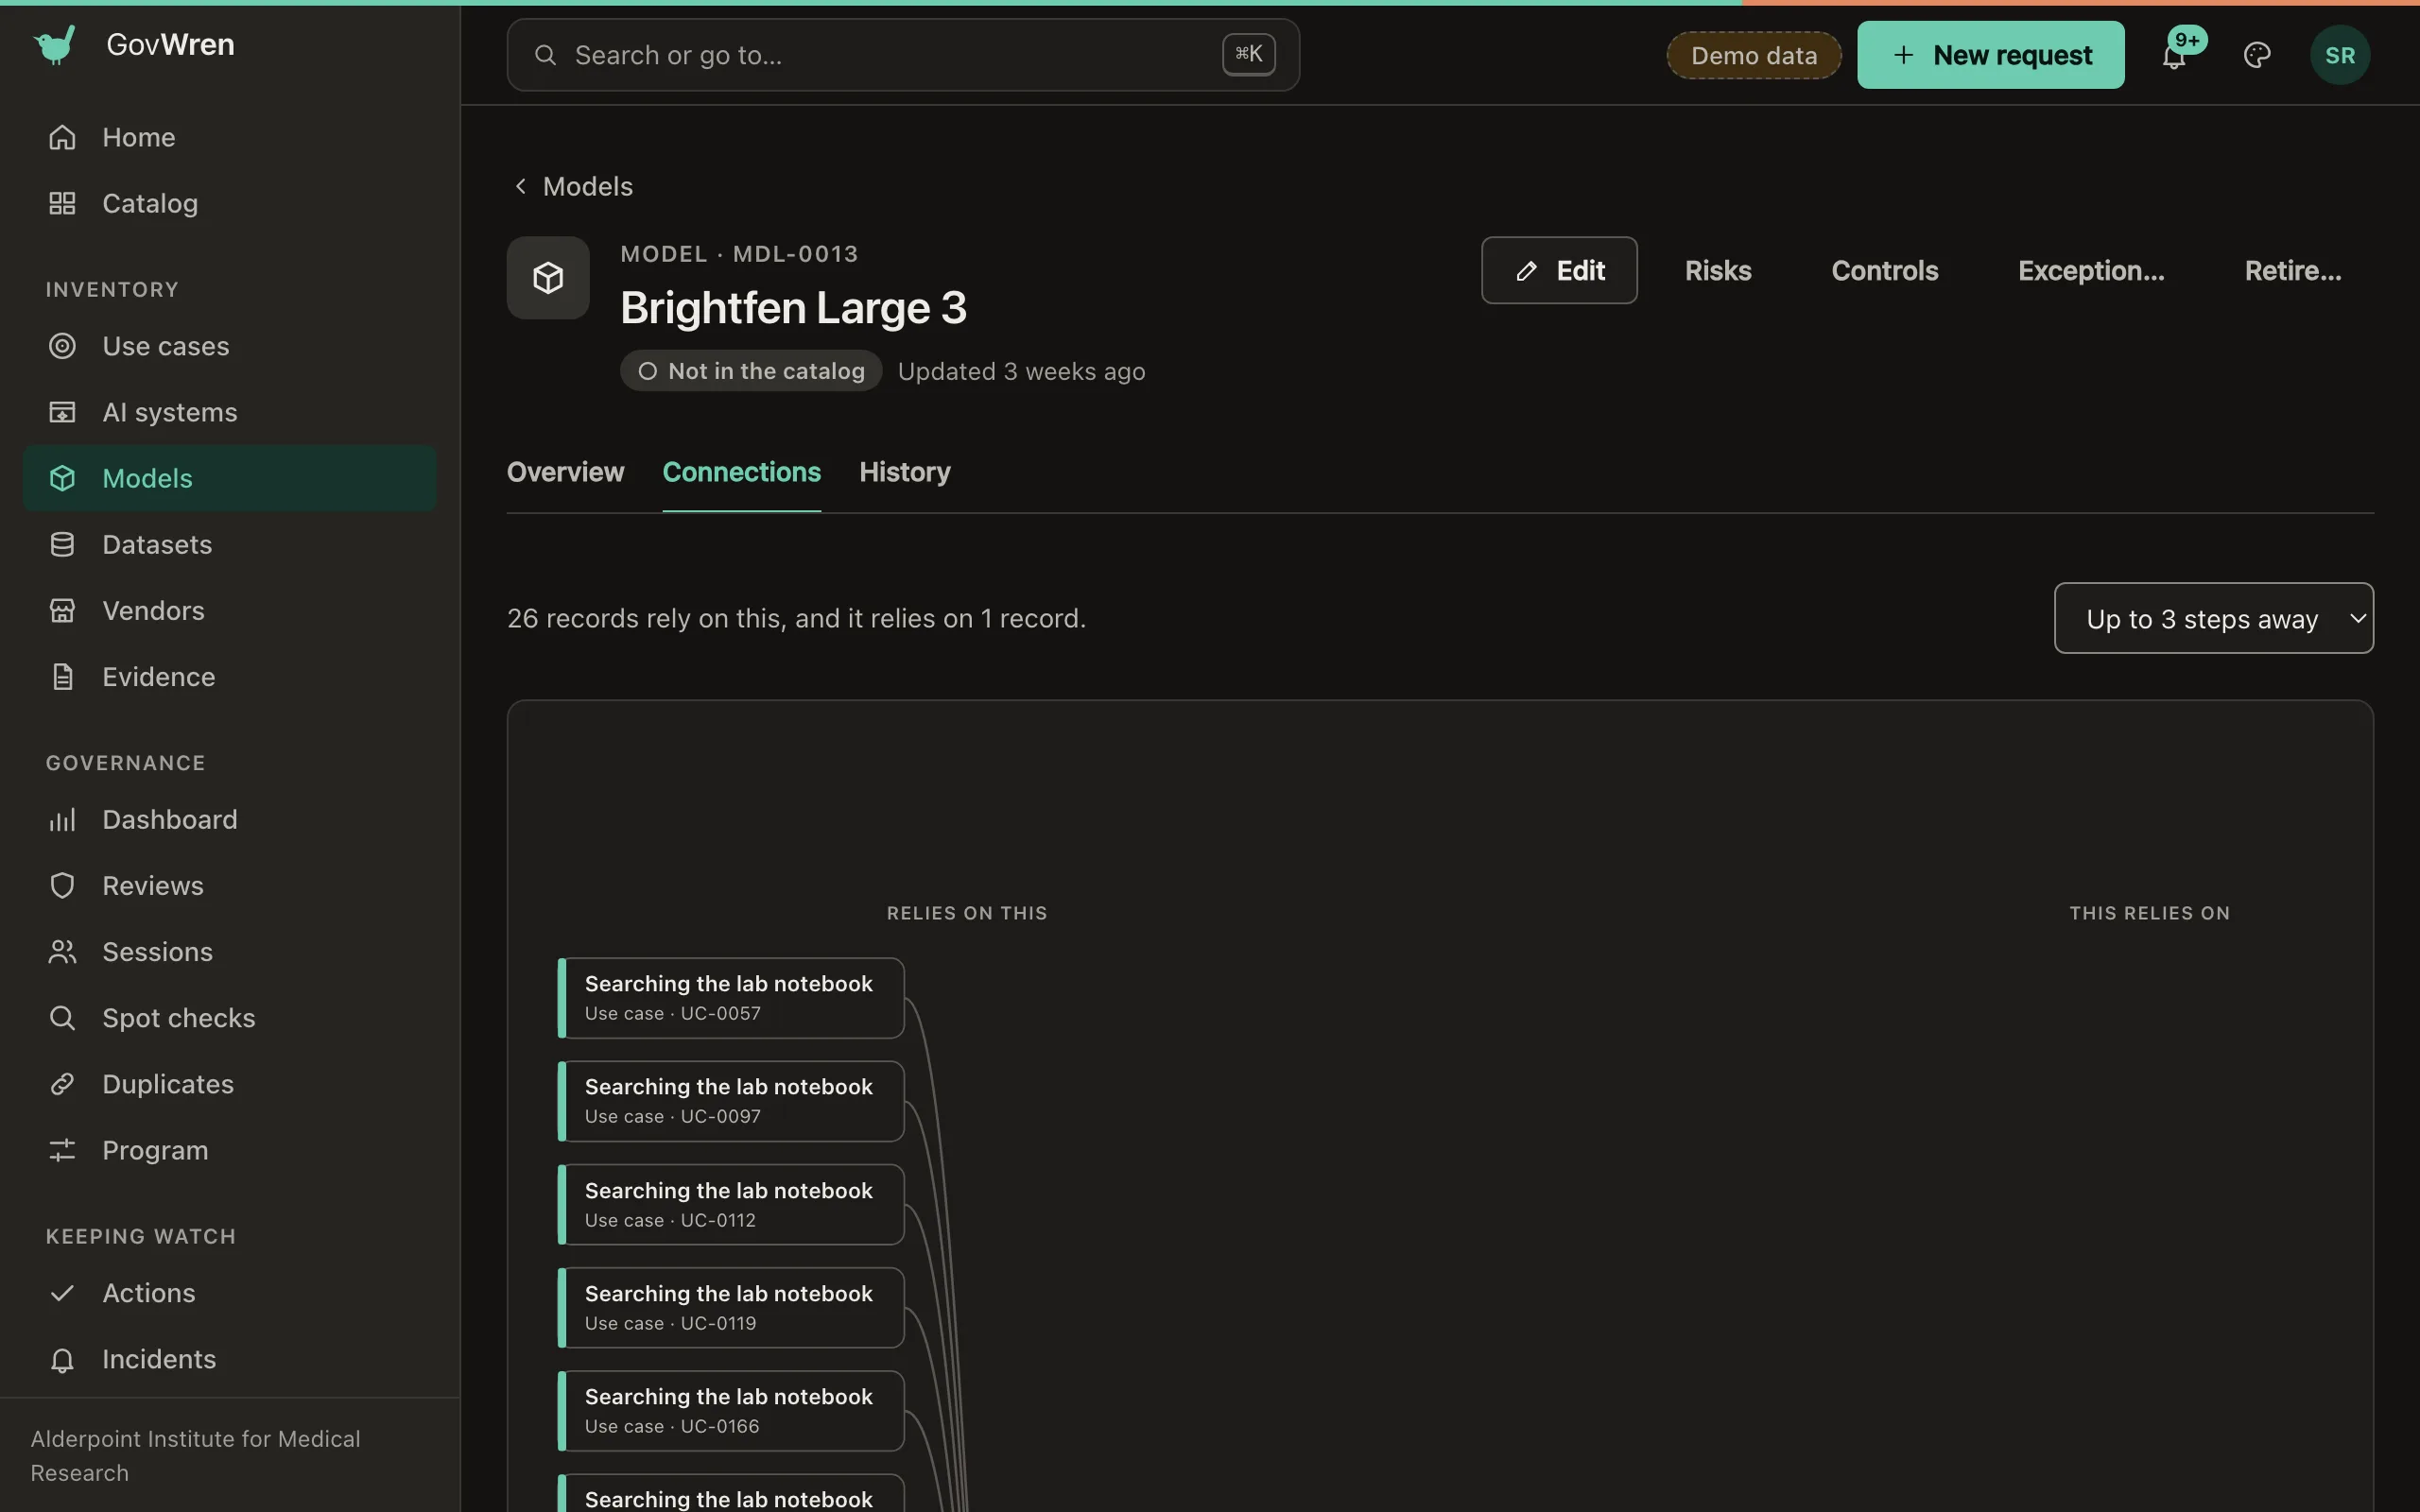 GovWren
Search or go to...
⌘K
Demo data
+ New request
9+
SR
Home
Catalog
INVENTORY
Use cases
AI systems
Models
Datasets
Vendors
Evidence
GOVERNANCE
Dashboard
Reviews
Sessions
Spot checks
Duplicates
Program
KEEPING WATCH
Actions
Incidents
Alderpoint Institute for Medical
Research
Models
MODEL · MDL-0013
Brightfen Large 3
Not in the catalog
Updated 3 weeks ago
Edit
Risks
Controls
Exception...
Retire...
Overview
Connections
History
26 records rely on this, and it relies on 1 record.
Up to 3 steps away
RELIES ON THIS
THIS RELIES ON
Searching the lab notebook
Use case · UC-0057
Searching the lab notebook
Use case · UC-0097
Searching the lab notebook
Use case · UC-0112
Searching the lab notebook
Use case · UC-0119
Searching the lab notebook
Use case · UC-0166
Searching the lab notebook